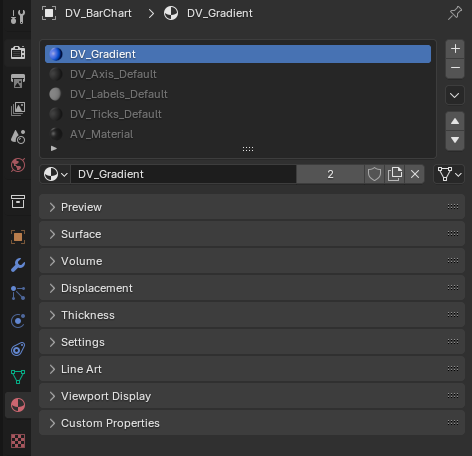 DV_BarChart > DV_Gradient
DV_Gradient
DV_Axis_Default
DV_Labels_Default
DV_Ticks_Default
AV_Material
DV_Gradient 2
Preview
Surface
Volume
Displacement
Thickness
Settings
Line Art
Viewport Display
Custom Properties